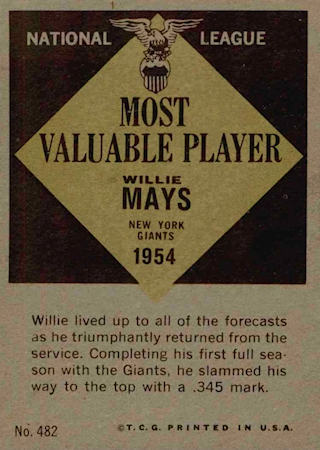 NATIONAL LEAGUE
MOST
VALUABLE PLAYER
WILLIE
MAYS
NEW YORK
GIANTS
1954
Willie lived up to all of the forecasts
as he triumphantly returned from the
service. Completing his first full sea-
son with the Giants, he slammed his
way to the top with a .345 mark.
No. 482
© T.C.G. PRINTED IN U.S.A.